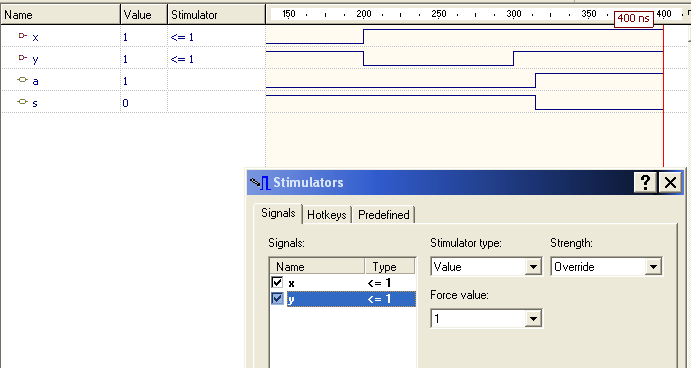 Name Value Stimulator 150 200 250 300 350 400
400 ns
x 1 <= 1
y 1 <= 1
a 1
s 0
Stimulators
Signals Hotkeys Predefined
Signals: Stimulator type: Strength:
Name Type Value Override
x <= 1
y <= 1
Force value:
1